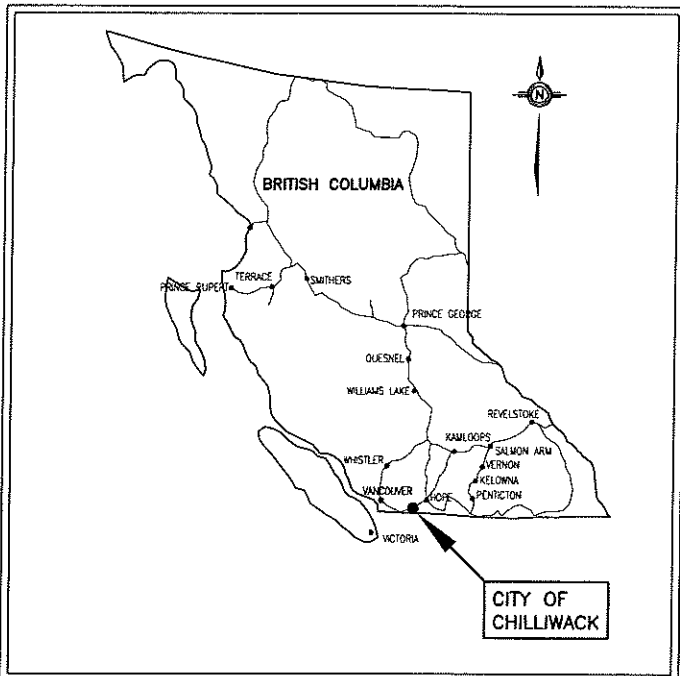 N
BRITISH COLUMBIA
TERRACE
PRINCE RUPERT
SMITHERS
PRINCE GEORGE
QUESNEL
WILLIAMS LAKE
REVELSTOKE
KAMLOOPS
SALMON ARM
WHISTLER
VERNON
KELOWNA
VANCOUVER
HOPE
PENTICTON
VICTORIA
CITY OF
CHILLIWACK